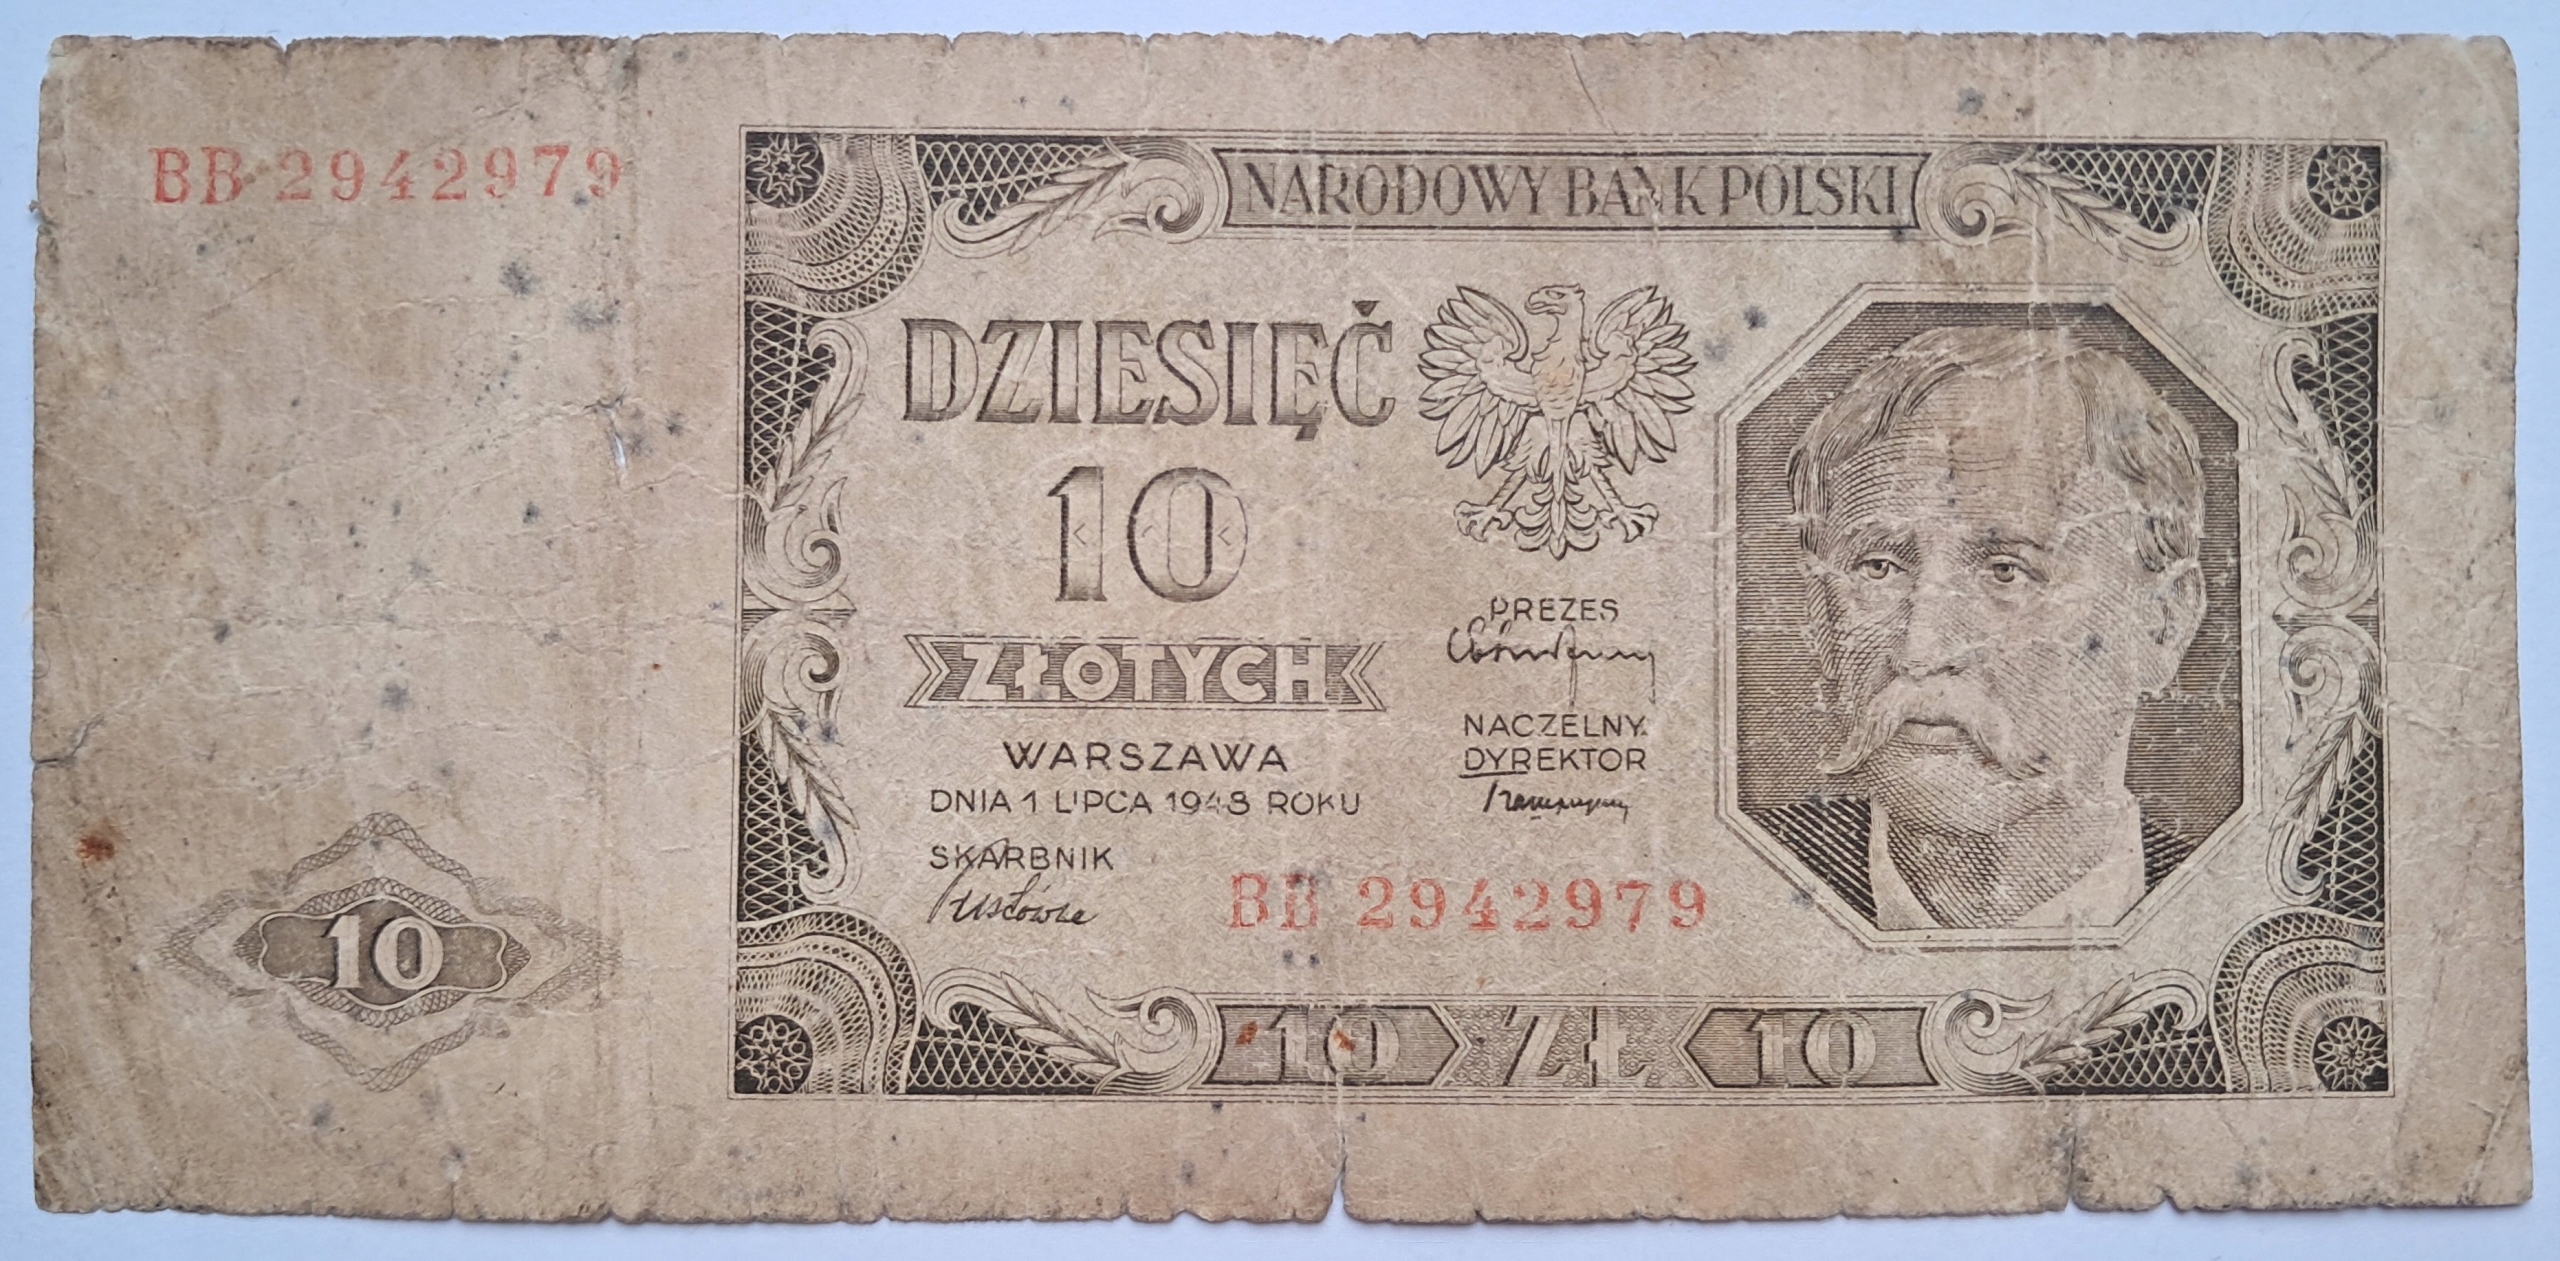 BB 2942979
NARODOWY BANK POLSKI
DZIESIĘĆ
10
ZŁOTYCH
WARSZAWA
DNIA 1 LIPCA 1948 ROKU
SKARBNIK
PREZES
NACZELNY
DYREKTOR
BB 2942979
10
10 ZŁ 10